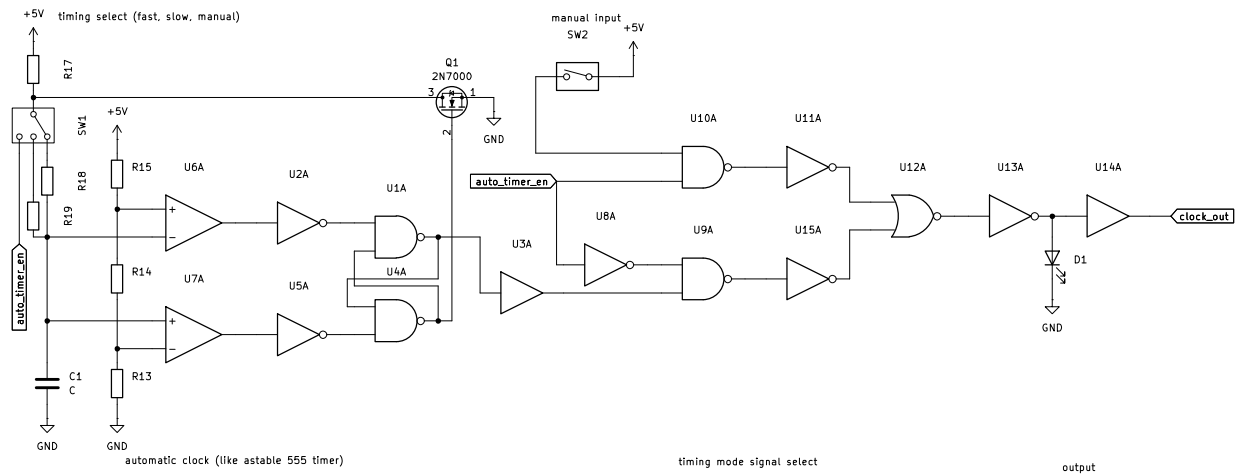 +5V
timing select (fast, slow, manual)
manual input
SW2
+5V
R17
Q1
2N7000
3
1
2
GND
SW1
+5V
R18
R19
R15
U6A
U2A
U1A
U10A
U11A
auto_timer_en
U12A
U13A
U14A
clock_out
auto_timer_en
R14
U7A
U5A
U4A
U3A
U8A
U9A
U15A
D1
GND
C1
C
R13
GND
GND
automatic clock (like astable 555 timer)
timing mode signal select
output
+
−
+
−